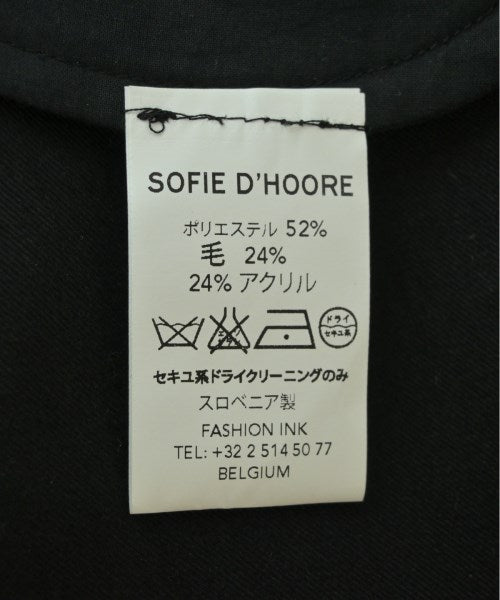 SOFIE D'HOORE
ポリエステル 52%
毛 24%
24% アクリル
ドライ
セキユ系
セキユ系ドライクリーニングのみ
スロベニア製
FASHION INK
TEL: +32 2 514 50 77
BELGIUM